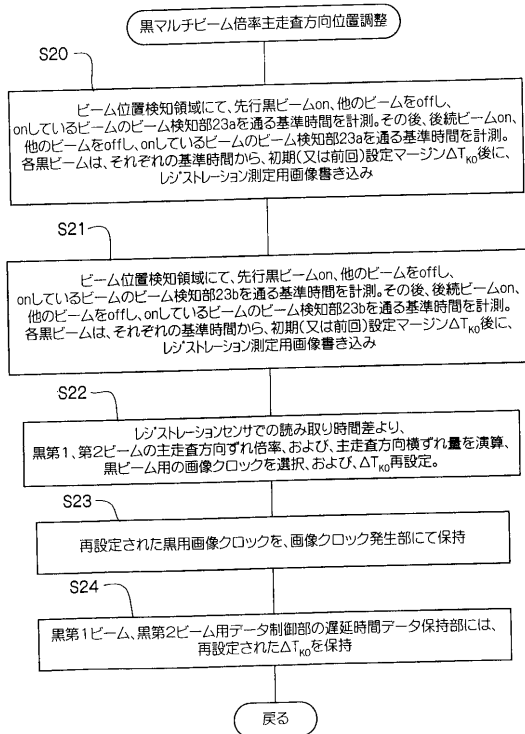 黒マルチビーム倍率主走査方向位置調整
S20
ビーム位置検知領域にて、先行黒ビームon、他のビームをoffし、
onしているビームのビーム検知部23aを通る基準時間を計測。その後、後続ビームon、
他のビームをoffし、onしているビームのビーム検知部23aを通る基準時間を計測。
各黒ビームは、それぞれの基準時間から、初期(又は前回)設定マージンΔTK0後に、
レジストレーション測定用画像書き込み
S21
ビーム位置検知領域にて、先行黒ビームon、他のビームをoffし、
onしているビームのビーム検知部23bを通る基準時間を計測。その後、後続ビームon、
他のビームをoffし、onしているビームのビーム検知部23bを通る基準時間を計測。
各黒ビームは、それぞれの基準時間から、初期(又は前回)設定マージンΔTK0後に、
レジストレーション測定用画像書き込み
S22
レジストレーションセンサでの読み取り時間差より、
黒第1、第2ビームの主走査方向ずれ倍率、および、主走査方向横ずれ量を演算、
黒ビーム用の画像クロックを選択、および、ΔTK0再設定。
S23
再設定された黒用画像クロックを、画像クロック発生部にて保持
S24
黒第1ビーム、黒第2ビーム用データ制御部の遅延時間データ保持部には、
再設定されたΔTK0を保持
戻る